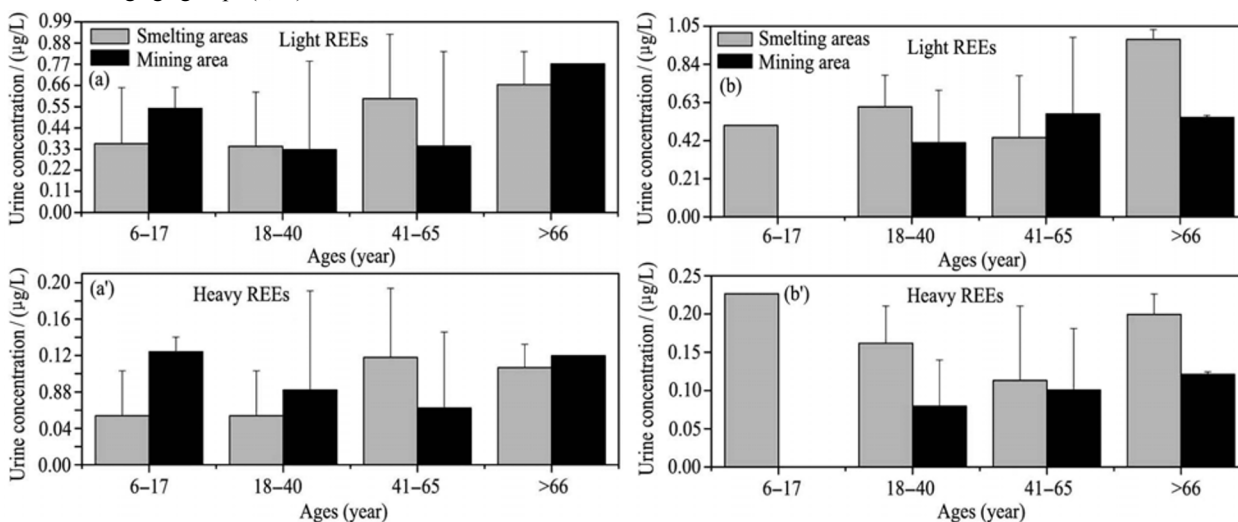 Urine concentration / (μg/L)
0.99
0.88
0.77
0.66
0.55
0.44
0.33
0.22
0.11
0.00
Smelting areas
Mining area
Light REEs
(a)
6–17 18–40 41–65 >66
Ages (year)
Urine concentration / (μg/L)
1.05
0.84
0.63
0.42
0.21
0.00
Smelting areas
Mining area
Light REEs
(b)
6–17 18–40 41–65 >66
Ages (year)
Urine concentration / (μg/L)
0.20
0.16
0.12
0.88
0.04
0.00
(a')
Heavy REEs
6–17 18–40 41–65 >66
Ages (year)
Urine concentration / (μg/L)
0.25
0.20
0.15
0.10
0.05
0.00
(b')
Heavy REEs
6–17 18–40 41–65 >66
Ages (year)